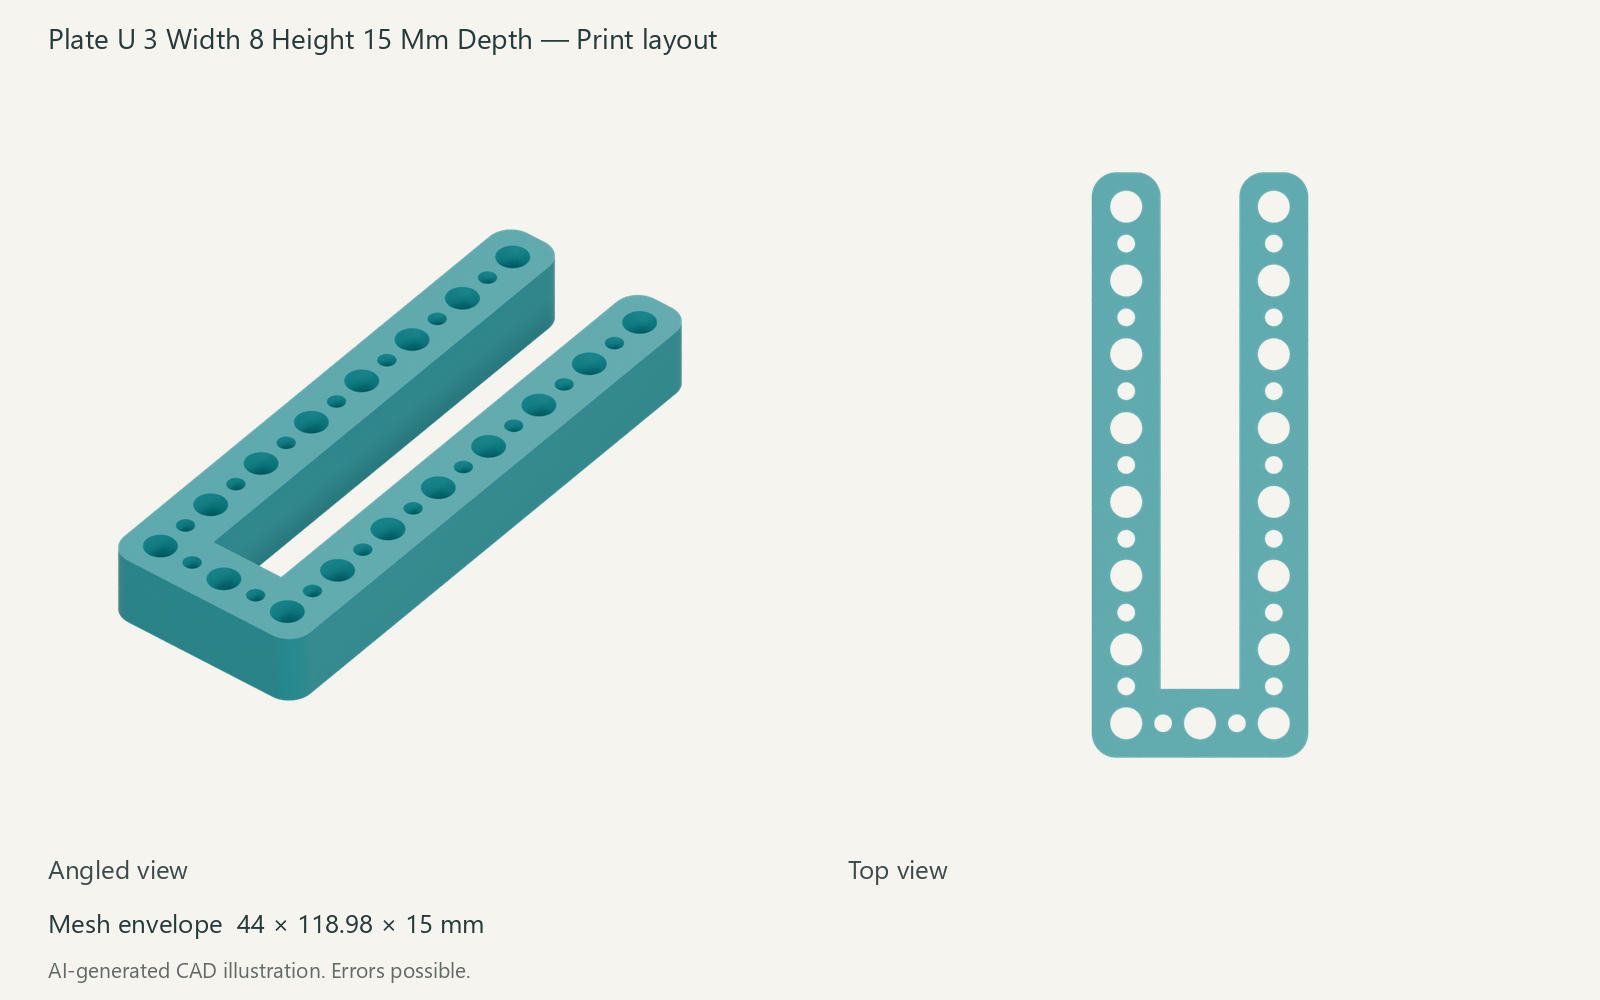 Plate U 3 Width 8 Height 15 Mm Depth — Print layout
Angled view
Top view
Mesh envelope  44 × 118.98 × 15 mm
AI-generated CAD illustration. Errors possible.